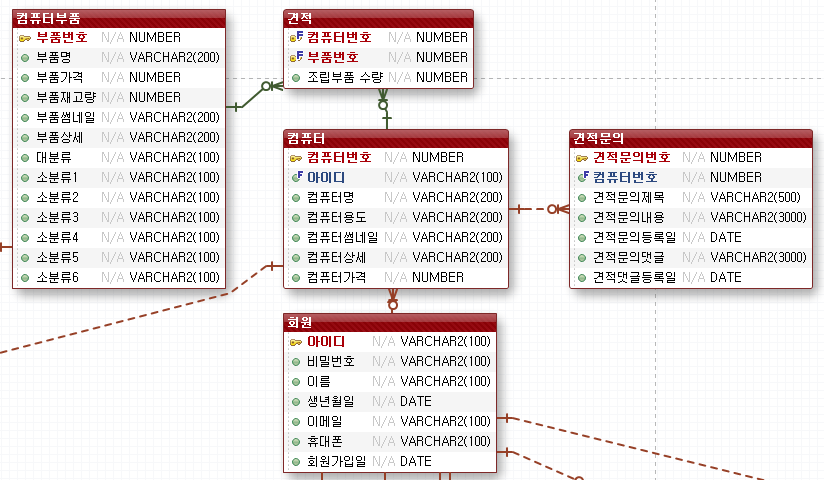 컴퓨터부품
부품번호 N/A NUMBER
부품명 N/A VARCHAR2(200)
부품가격 N/A NUMBER
부품재고량 N/A NUMBER
부품썸네일 N/A VARCHAR2(200)
부품상세 N/A VARCHAR2(200)
대분류 N/A VARCHAR2(100)
소분류1 N/A VARCHAR2(100)
소분류2 N/A VARCHAR2(100)
소분류3 N/A VARCHAR2(100)
소분류4 N/A VARCHAR2(100)
소분류5 N/A VARCHAR2(100)
소분류6 N/A VARCHAR2(100)
견적
컴퓨터번호 N/A NUMBER
부품번호 N/A NUMBER
조립부품 수량 N/A NUMBER
컴퓨터
컴퓨터번호 N/A NUMBER
아이디 N/A VARCHAR2(100)
컴퓨터명 N/A VARCHAR2(200)
컴퓨터용도 N/A VARCHAR2(200)
컴퓨터썸네일 N/A VARCHAR2(200)
컴퓨터상세 N/A VARCHAR2(200)
컴퓨터가격 N/A NUMBER
견적문의
견적문의번호 N/A NUMBER
컴퓨터번호 N/A NUMBER
견적문의제목 N/A VARCHAR2(500)
견적문의내용 N/A VARCHAR2(3000)
견적문의등록일 N/A DATE
견적문의댓글 N/A VARCHAR2(3000)
견적댓글등록일 N/A DATE
회원
아이디 N/A VARCHAR2(100)
비밀번호 N/A VARCHAR2(100)
이름 N/A VARCHAR2(100)
생년월일 N/A DATE
이메일 N/A VARCHAR2(100)
휴대폰 N/A VARCHAR2(100)
회원가입일 N/A DATE